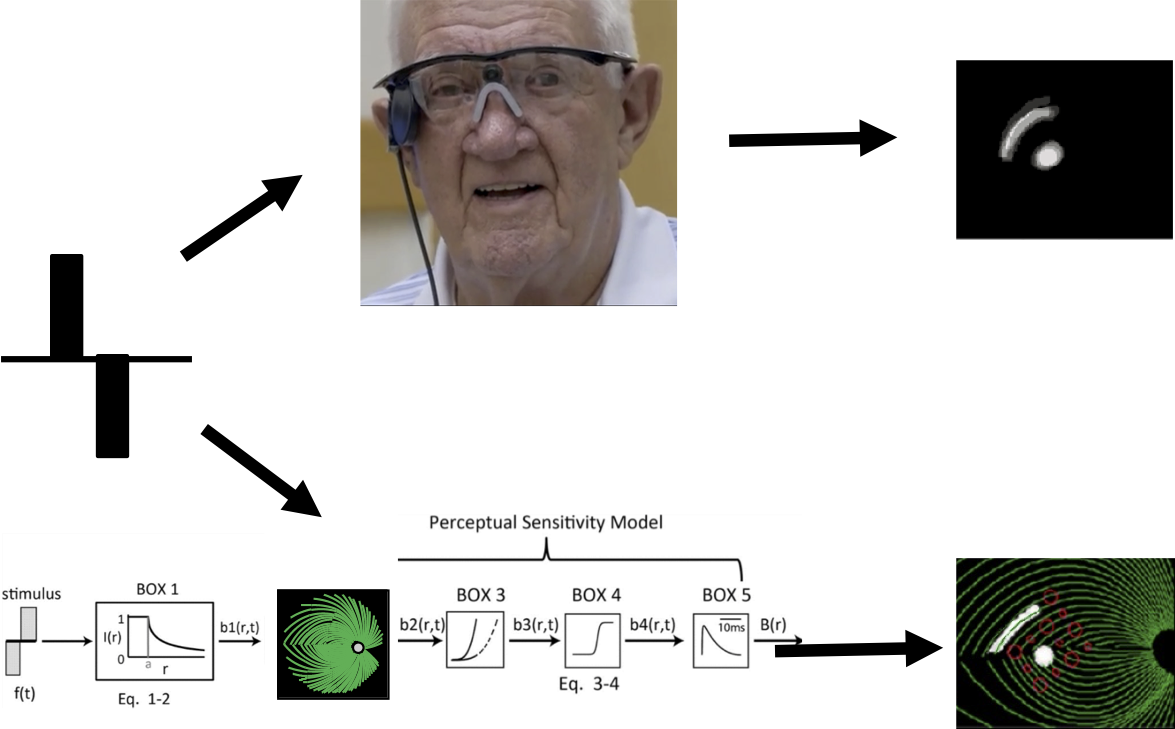 Perceptual Sensitivity Model
stimulus
f(t)
BOX 1
1
I(r)
0
a
r
Eq. 1-2
b1(r,t)
b2(r,t)
BOX 3
b3(r,t)
BOX 4
Eq. 3-4
b4(r,t)
BOX 5
10ms
B(r)